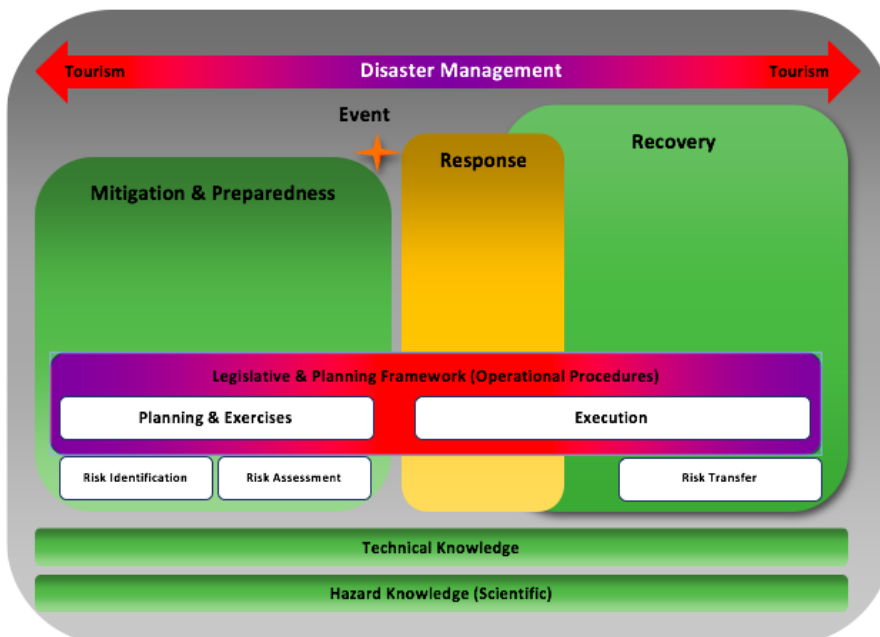 Tourism Disaster Management Tourism
Event
Mitigation & Preparedness
Response
Recovery
Legislative & Planning Framework (Operational Procedures)
Planning & Exercises
Execution
Risk Identification
Risk Assessment
Risk Transfer
Technical Knowledge
Hazard Knowledge (Scientific)